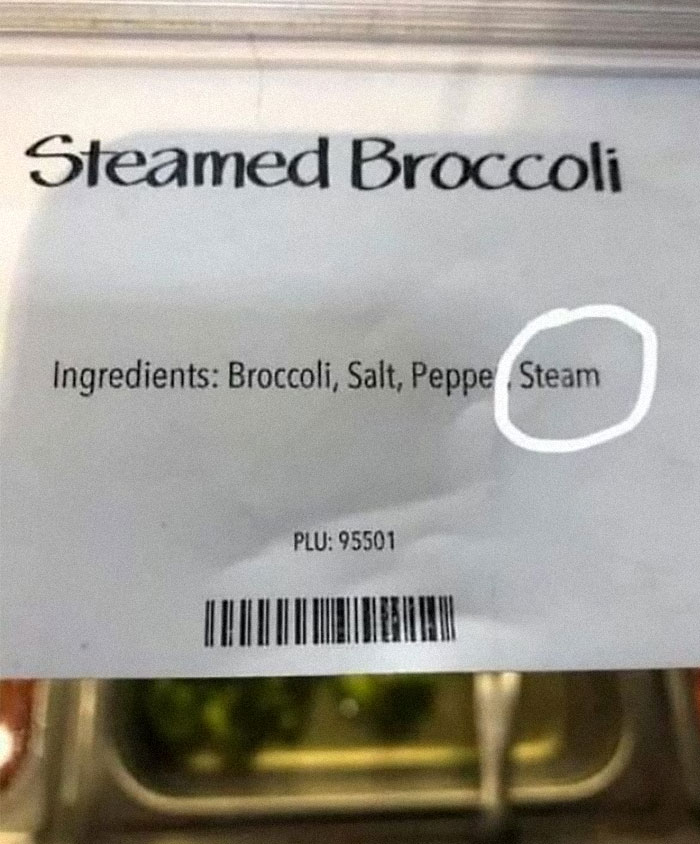 Steamed Broccoli
Ingredients: Broccoli, Salt, Peppe , Steam
PLU: 95501